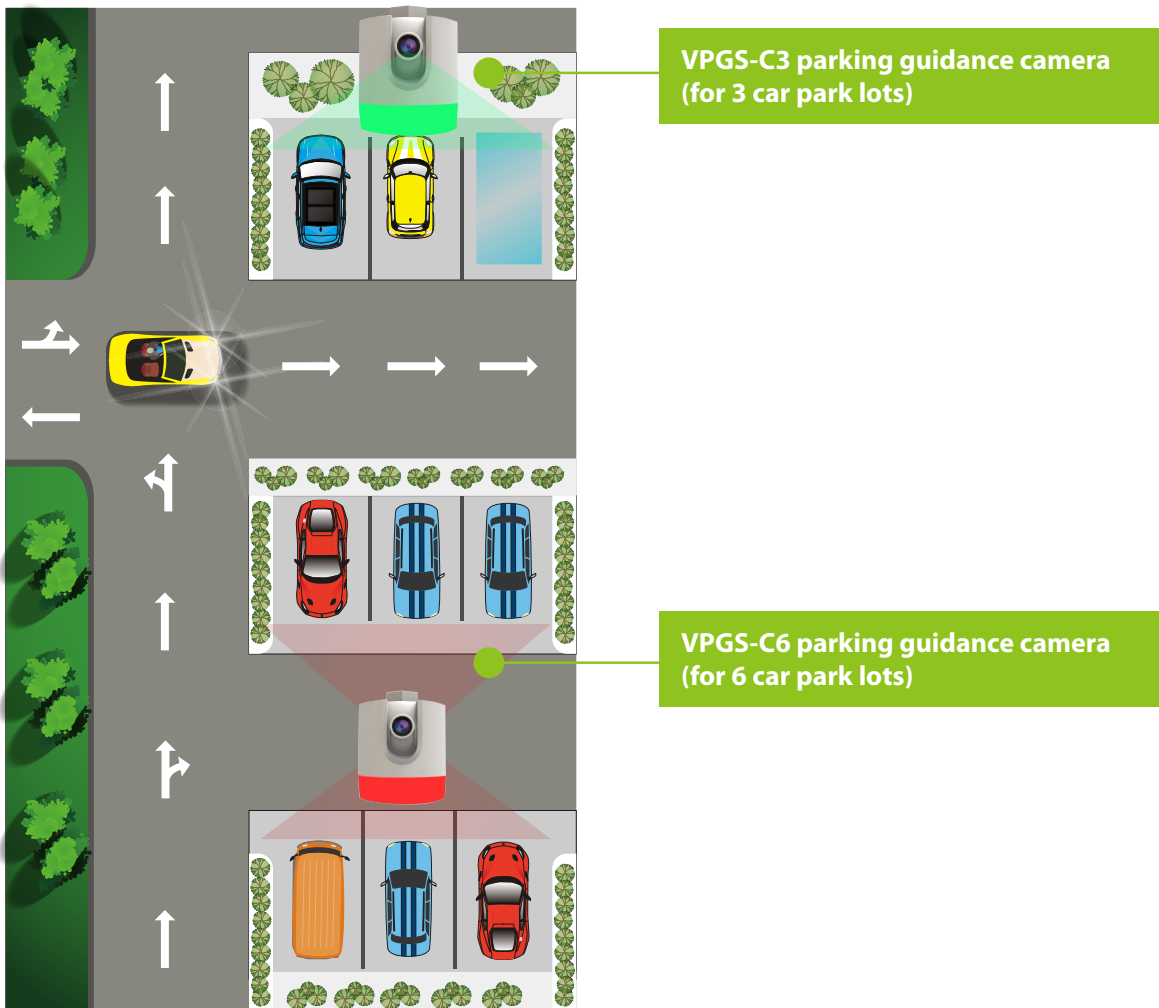 VPGS-C3 parking guidance camera
(for 3 car park lots)
VPGS-C6 parking guidance camera
(for 6 car park lots)